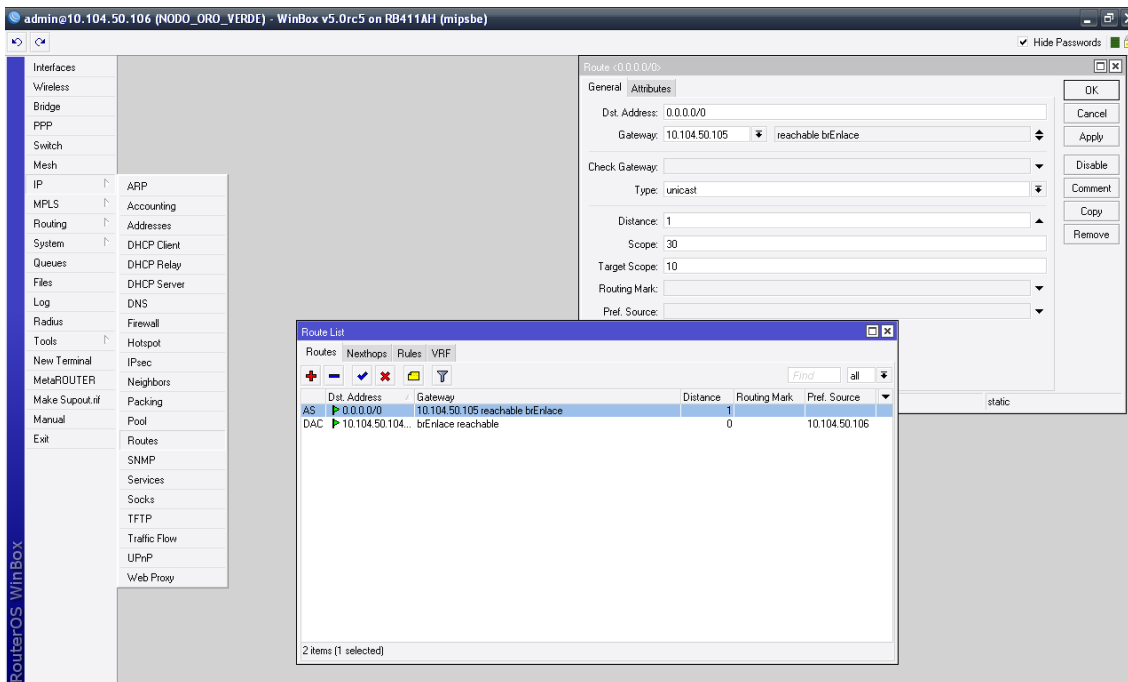 admin@10.104.50.106 (NODO_ORO_VERDE) - WinBox v5.0rc5 on RB411AH (mipsbe)
Hide Passwords
Interfaces
Wireless
Bridge
PPP
Switch
Mesh
IP
MPLS
Routing
System
Queues
Files
Log
Radius
Tools
New Terminal
MetaROUTER
Make Supout.rif
Manual
Exit
ARP
Accounting
Addresses
DHCP Client
DHCP Relay
DHCP Server
DNS
Firewall
Hotspot
IPsec
Neighbors
Packing
Pool
Routes
SNMP
Services
Socks
TFTP
Traffic Flow
UPnP
Web Proxy
RouterOS WinBox
Route <0.0.0.0/0>
General Attributes
Dst. Address: 0.0.0.0/0
Gateway: 10.104.50.105 reachable brEnlace
Check Gateway:
Type: unicast
Distance: 1
Scope: 30
Target Scope: 10
Routing Mark:
Pref. Source:
OK
Cancel
Apply
Disable
Comment
Copy
Remove
static
Route List
Routes Nexthops Rules VRF
Find all
Dst. Address Gateway Distance Routing Mark Pref. Source
AS 0.0.0.0/0 10.104.50.105 reachable brEnlace 1
DAC 10.104.50.104... brEnlace reachable 0 10.104.50.106
2 items (1 selected)